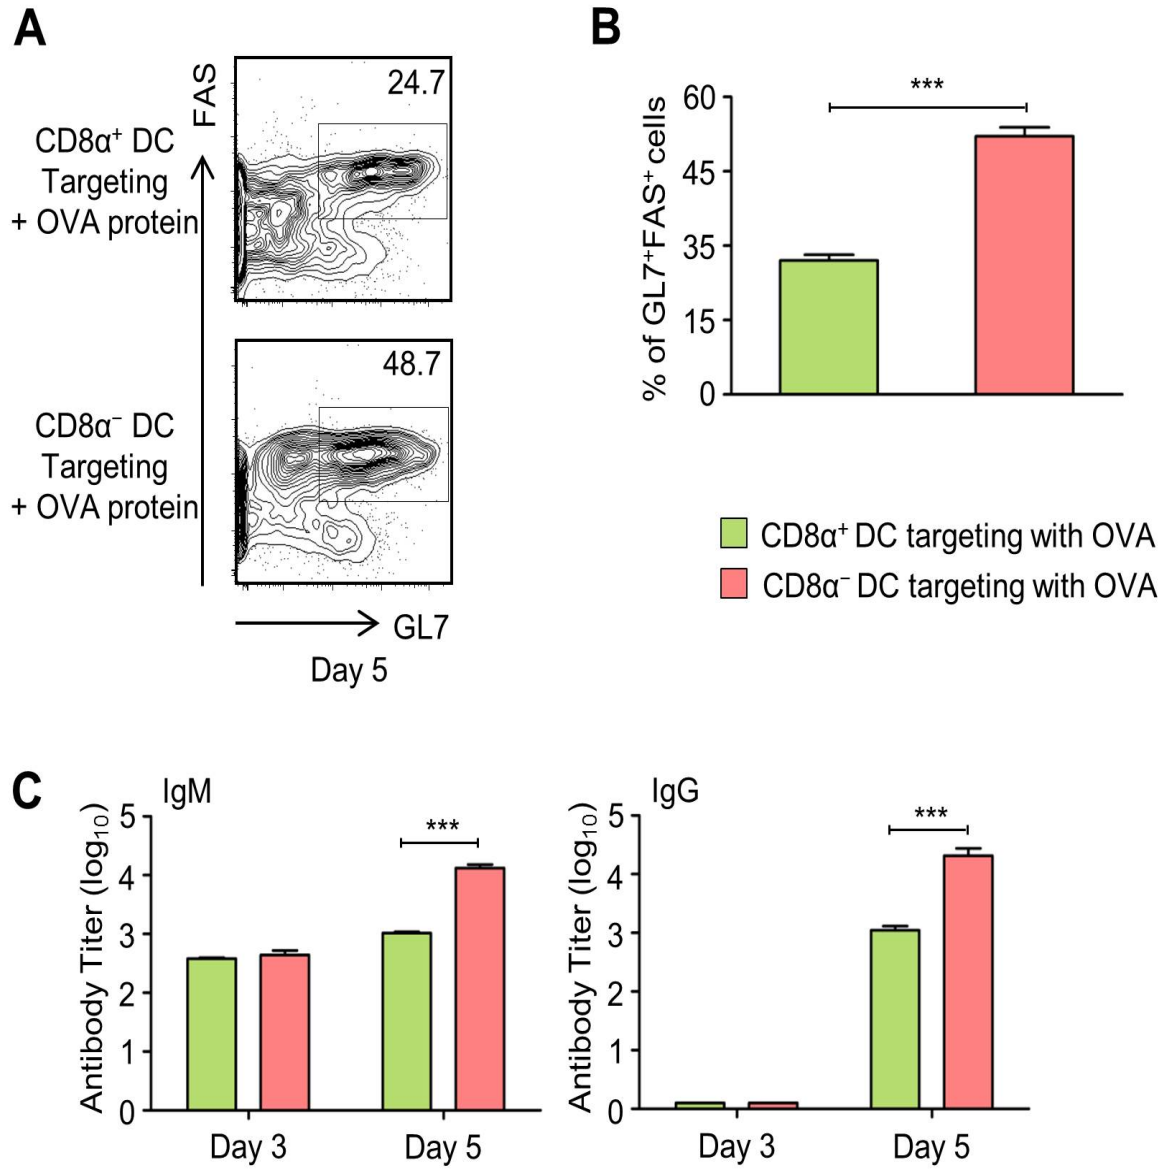 A
FAS
CD8α⁺ DC
Targeting
+ OVA protein
24.7
CD8α⁻ DC
Targeting
+ OVA protein
48.7
GL7
Day 5
B
% of GL7⁺FAS⁺ cells
60
45
35
15
0
***
CD8α⁺ DC targeting with OVA
CD8α⁻ DC targeting with OVA
C
IgM
Antibody Titer (log₁₀)
5
4
3
2
1
0
***
Day 3
Day 5
IgG
Antibody Titer (log₁₀)
5
4
3
2
1
0
***
Day 3
Day 5